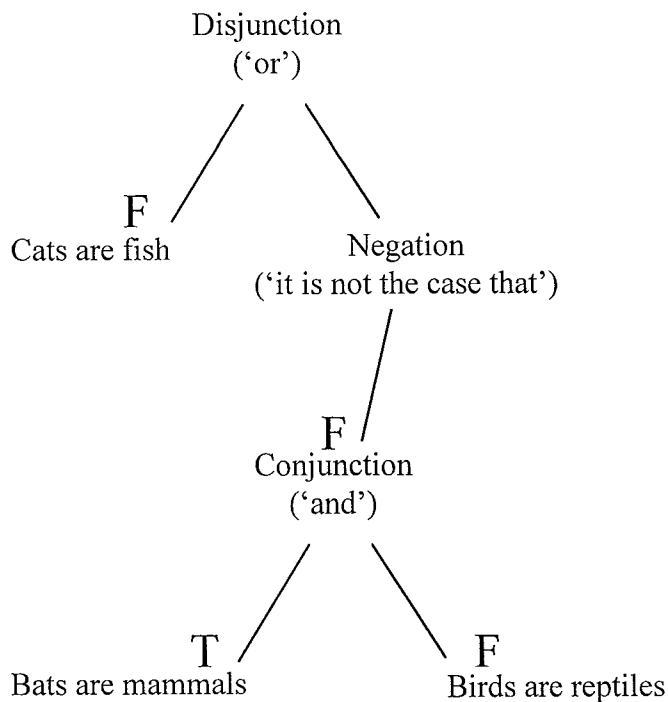 Disjunction
(‘or’)
F
Cats are fish
Negation
(‘it is not the case that’)
F
Conjunction
(‘and’)
T
Bats are mammals
F
Birds are reptiles